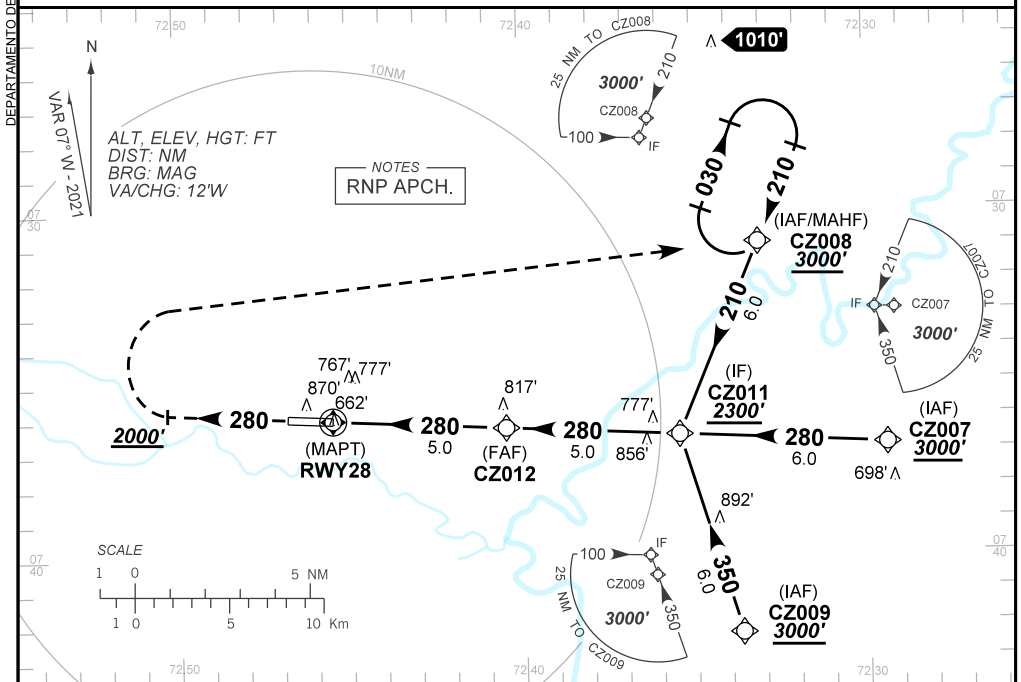 DEPARTAMENTO DE
72 50
72 40
72 30
N
VAR 07° W - 2021
ALT, ELEV, HGT: FT
DIST: NM
BRG: MAG
VA/CHG: 12'W
10NM
NOTES
RNP APCH.
25 NM TO CZ008
3000'
210
CZ008
100
IF
1010'
030
210
(IAF/MAHF)
CZ008
3000'
07
30
07
30
210
6.0
210
IF
CZ007
3000'
350
25 NM TO CZ007
(IF)
CZ011
2300'
767'
777'
870'
662'
817'
777'
856'
2000'
280
280
5.0
280
5.0
280
6.0
(IAF)
CZ007
3000'
698'
(MAPT)
RWY28
(FAF)
CZ012
892'
350
6.0
(IAF)
CZ009
3000'
100
IF
CZ009
3000'
350
25 NM TO CZ009
07
40
07
40
SCALE
1 0 5 NM
1 0 5 10 Km
72 50
72 40
72 30